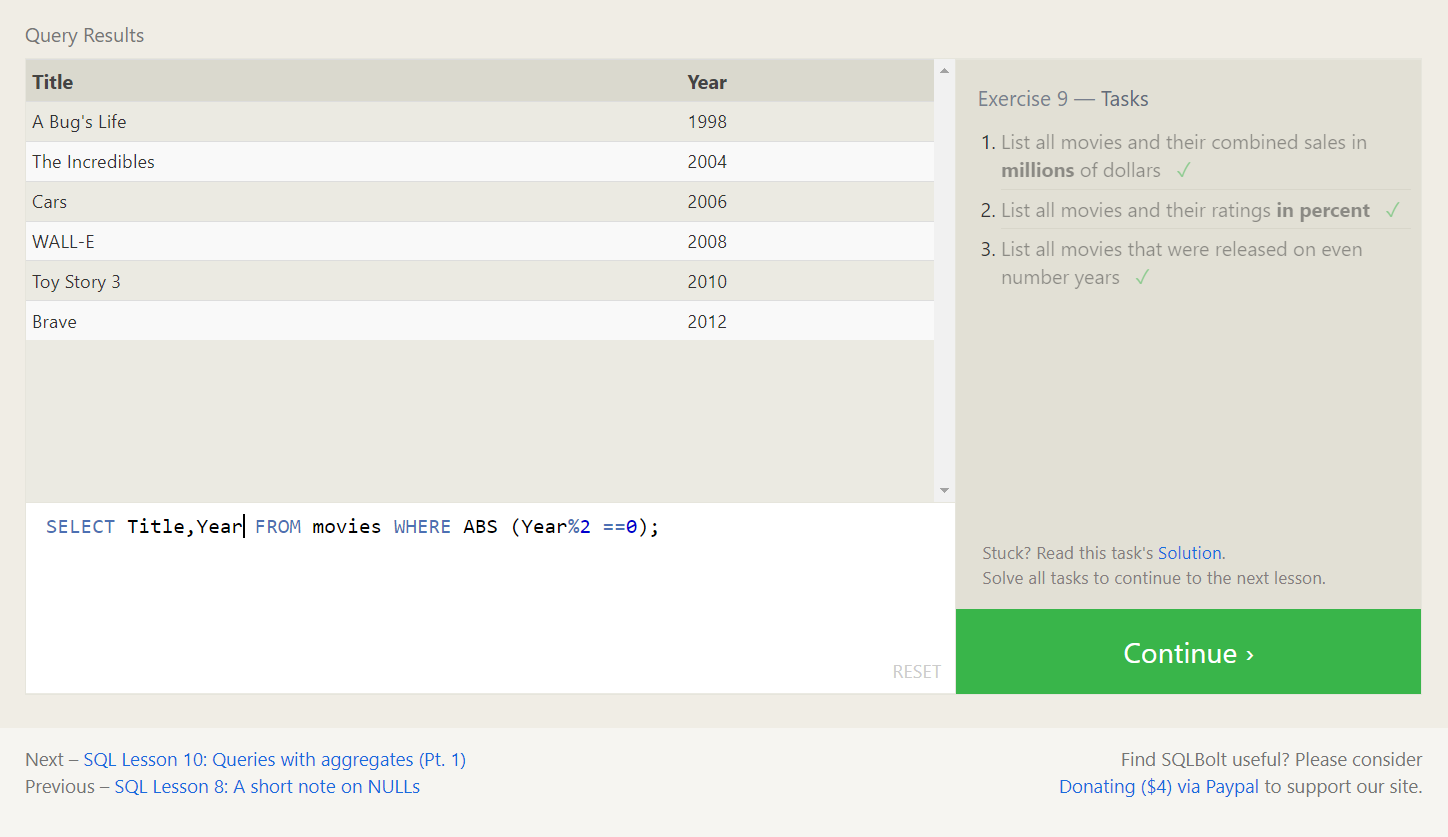 Query Results
Title Year
A Bug's Life 1998
The Incredibles 2004
Cars 2006
WALL-E 2008
Toy Story 3 2010
Brave 2012
SELECT Title,Year FROM movies WHERE ABS (Year%2 ==0);
RESET
Exercise 9 — Tasks
1. List all movies and their combined sales in
millions of dollars ✓
2. List all movies and their ratings in percent ✓
3. List all movies that were released on even
number years ✓
Stuck? Read this task's Solution.
Solve all tasks to continue to the next lesson.
Continue ›
Next – SQL Lesson 10: Queries with aggregates (Pt. 1)
Previous – SQL Lesson 8: A short note on NULLs
Find SQLBolt useful? Please consider
Donating ($4) via Paypal to support our site.